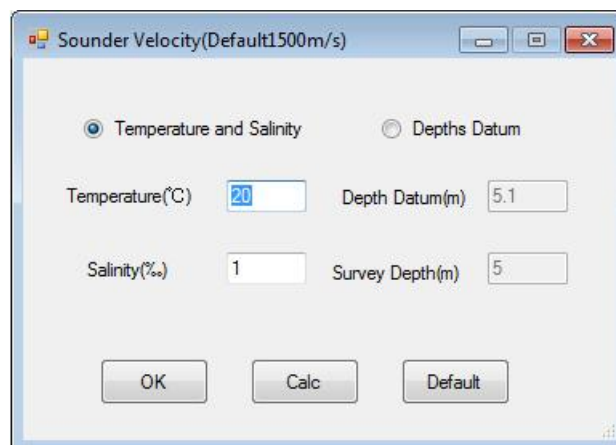 Sounder Velocity(Default1500m/s)
Temperature and Salinity Depths Datum
Temperature(℃) 20 Depth Datum(m) 5.1
Salinity(‰) 1 Survey Depth(m) 5
OK Calc Default